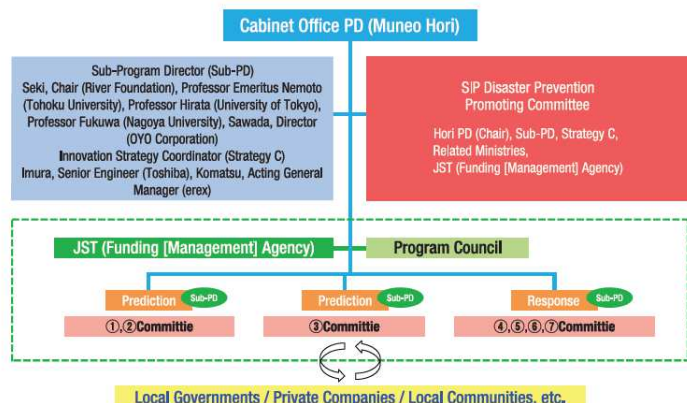 Cabinet Office PD (Muneo Hori)
Sub-Program Director (Sub-PD)
Seki, Chair (River Foundation), Professor Emeritus Nemoto
(Tohoku University), Professor Hirata (University of Tokyo),
Professor Fukuwa (Nagoya University), Sawada, Director
(OYO Corporation)
Innovation Strategy Coordinator (Strategy C)
Imura, Senior Engineer (Toshiba), Komatsu, Acting General
Manager (erex)
SIP Disaster Prevention
Promoting Committee
Hori PD (Chair), Sub-PD, Strategy C,
Related Ministries,
JST (Funding [Management] Agency)
JST (Funding [Management] Agency)
Program Council
Prediction
Sub-PD
①,②Committie
Prediction
Sub-PD
③Committie
Response
Sub-PD
④,⑤,⑥,⑦Committie
Local Governments / Private Companies / Local Communities, etc.